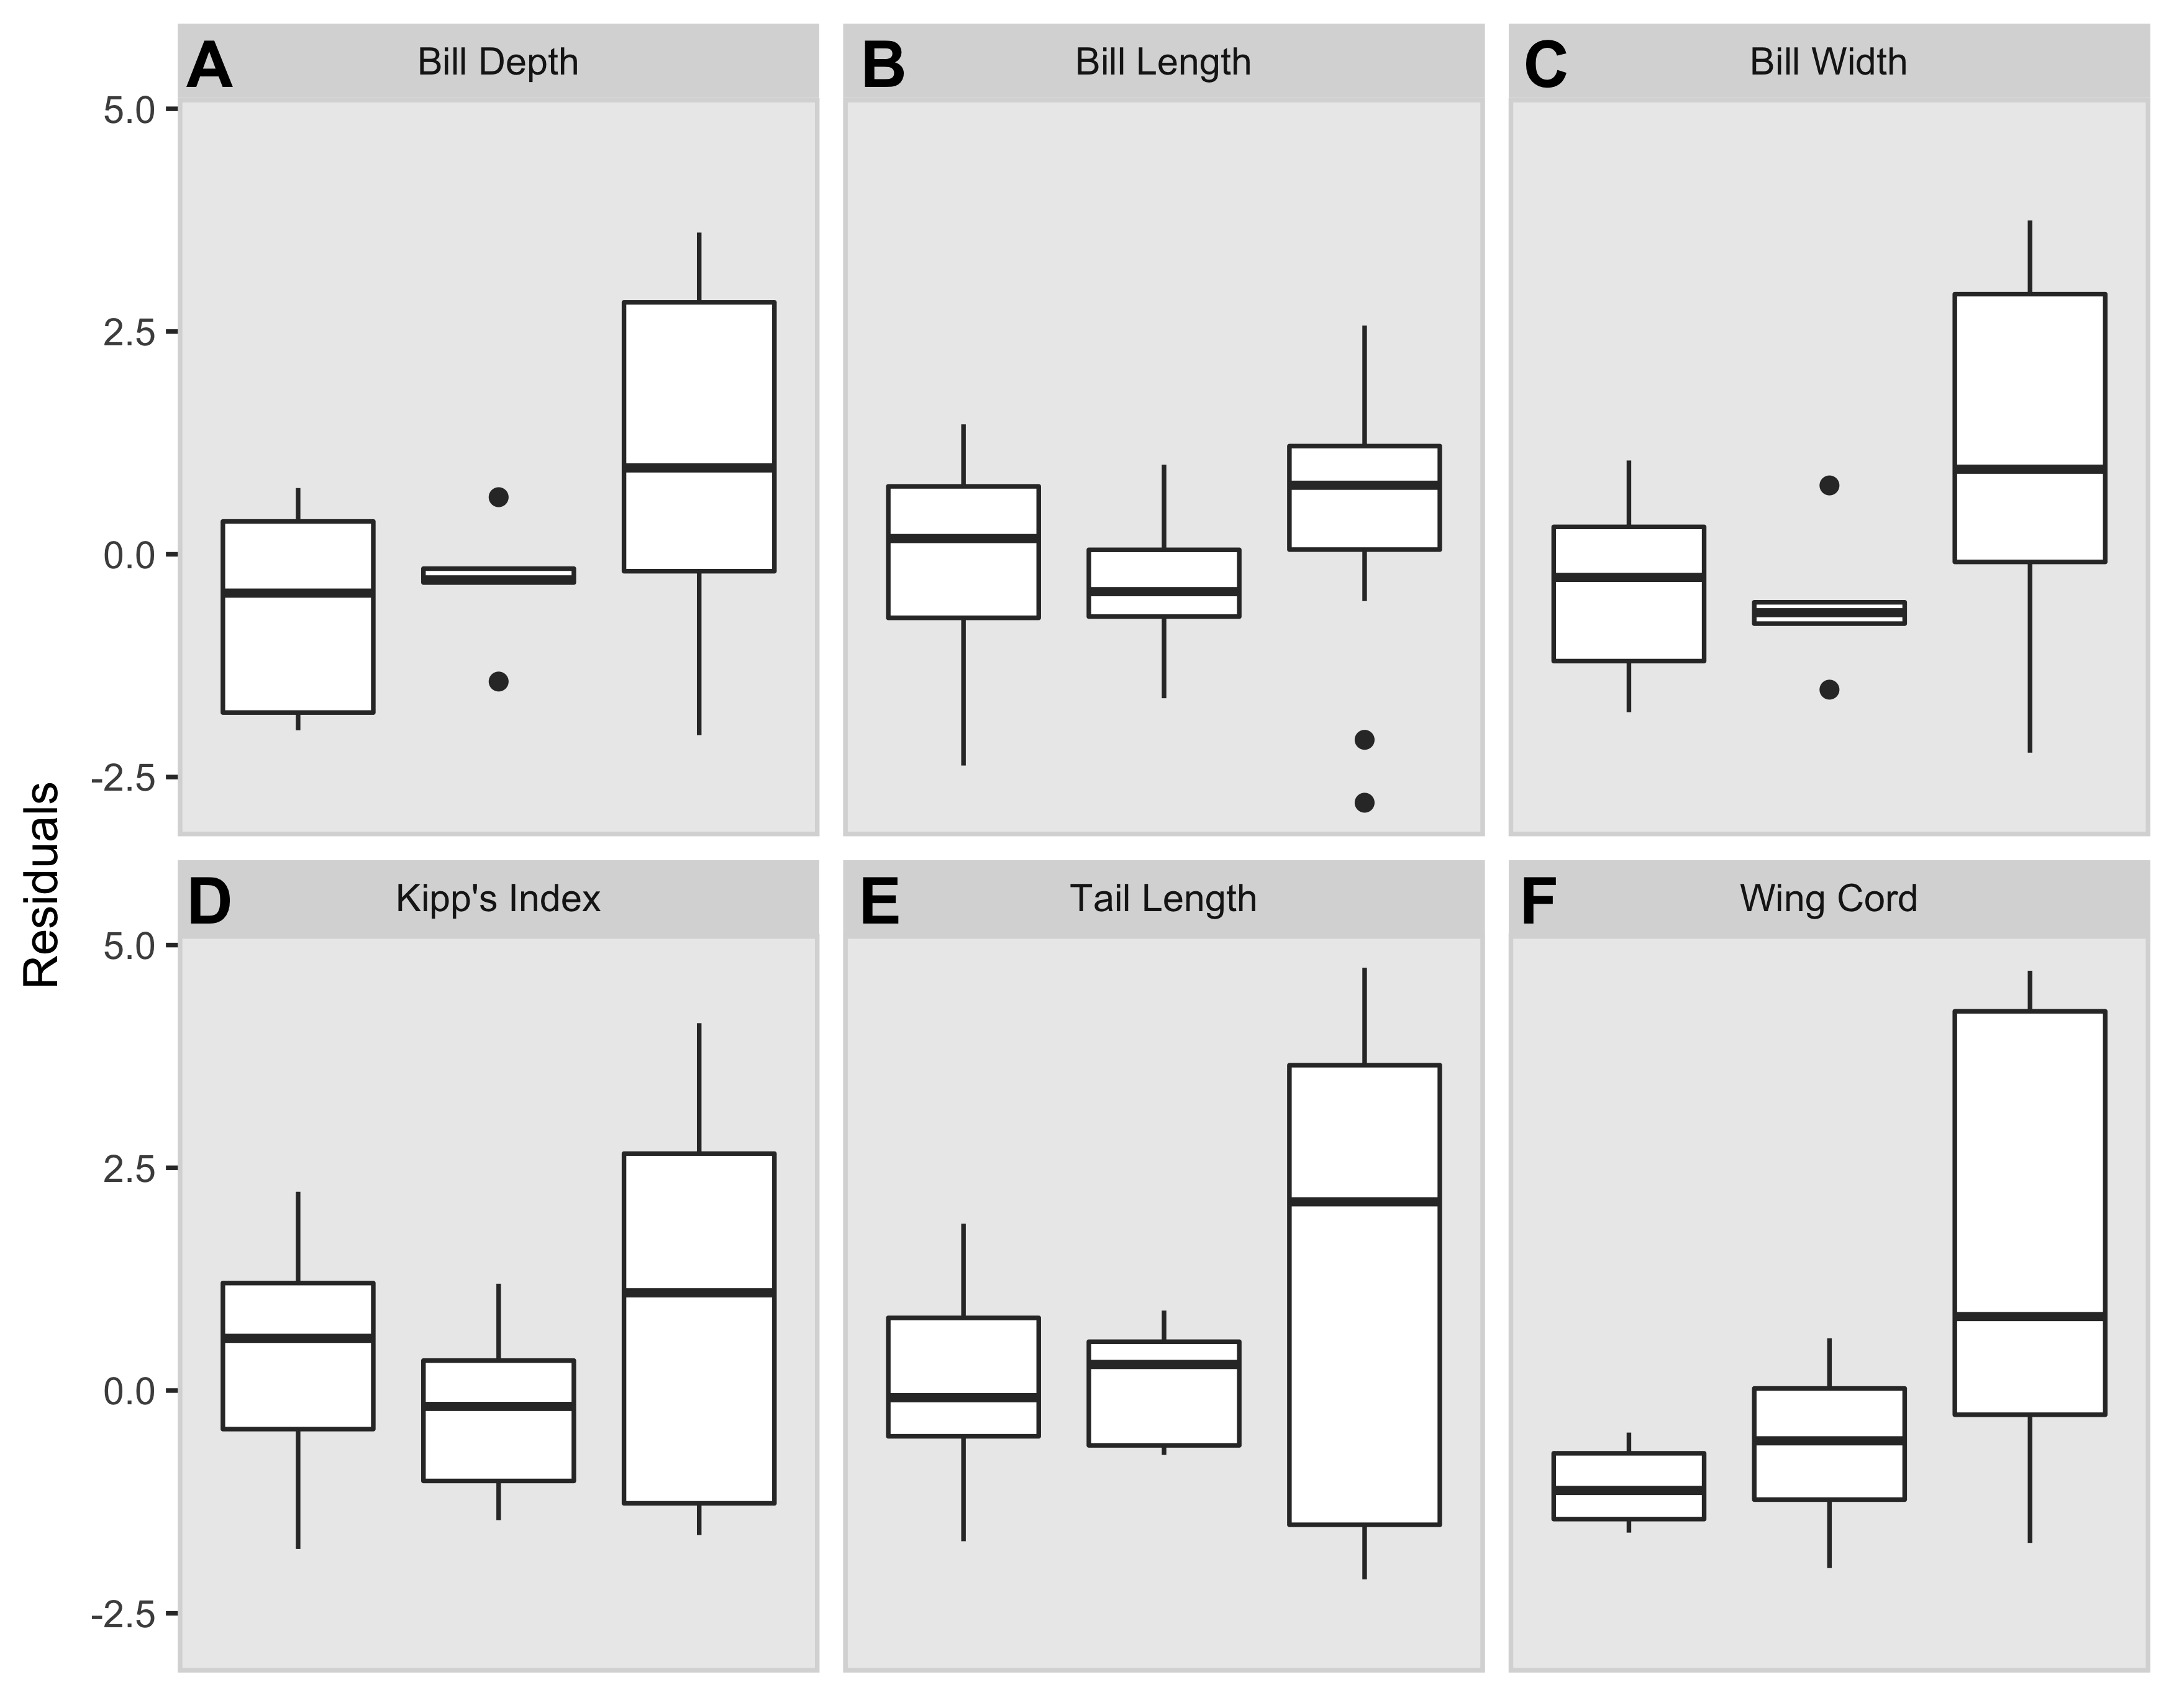 A Bill Depth
B Bill Length
C Bill Width
5.0
2.5
0.0
-2.5
Residuals
D Kipp's Index
E Tail Length
F Wing Cord
5.0
2.5
0.0
-2.5